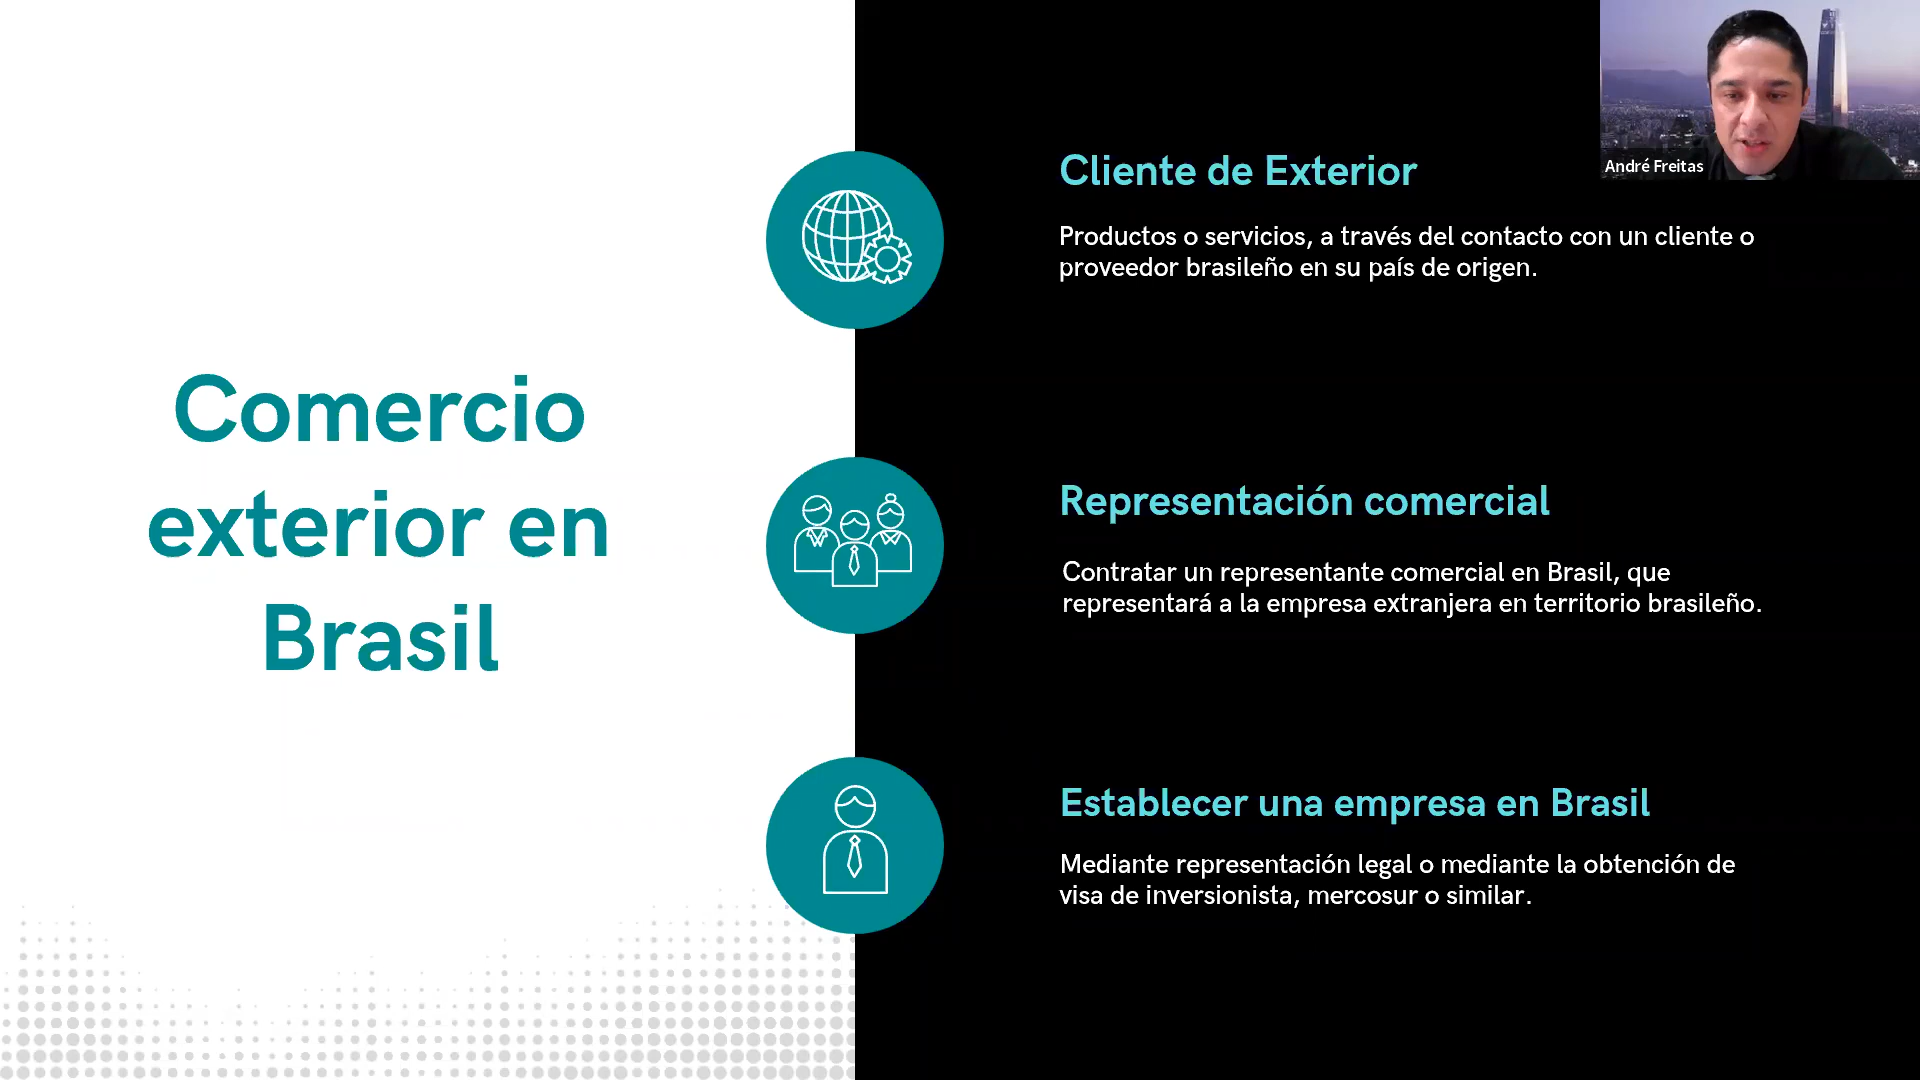 Comercio
exterior en
Brasil
Cliente de Exterior
Productos o servicios, a través del contacto con un cliente o
proveedor brasileño en su país de origen.
Representación comercial
Contratar un representante comercial en Brasil, que
representará a la empresa extranjera en territorio brasileño.
Establecer una empresa en Brasil
Mediante representación legal o mediante la obtención de
visa de inversionista, mercosur o similar.
André Freitas